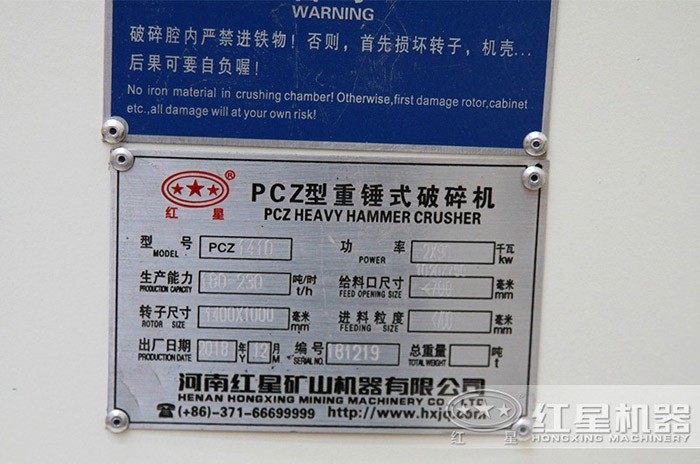 WARNING
破碎腔内严禁进铁物！否则，首先损坏转子，机壳...
后果可要自负喔！
No iron material in crushing chamber! Otherwise,first damage rotor,cabinet
etc.,all damage will at your own risk!
® PCZ型重锤式破碎机
红 星 PCZ HEAVY HAMMER CRUSHER
型 号 PCZ 1410 功 率 千瓦
MODEL POWER kw
生产能力 180-230 吨/时 给料口尺寸 毫米
PRODUCTION CAPACITY t/h FEED OPENING SIZE mm
转子尺寸 1400X1000 毫米 进料粒度 毫米
ROTOR SIZE mm FEEDING SIZE mm
出厂日期 2018 年 12 月 编号 181219 总重量 吨
PRODUCTION DATE Y M SERIAL NO. t
河南红星矿山机器有限公司
HENAN HONGXING MINING MACHINERY CO., LTD.
☎(+86)-371-66699999 http://www.hxjq.com
红 星 红星机器
HONGXING MACHINERY